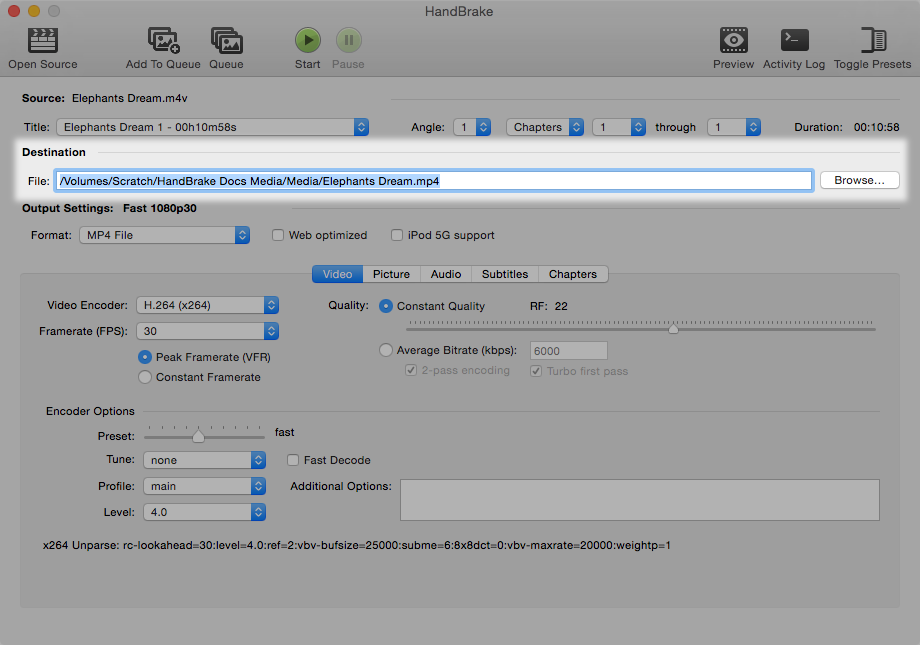 HandBrake
Open Source Add To Queue Queue Start Pause Preview Activity Log Toggle Presets
Source: Elephants Dream.m4v
Title: Elephants Dream 1 - 00h10m58s Angle: 1 Chapters 1 through 1 Duration: 00:10:58
Destination
File: /Volumes/Scratch/HandBrake Docs Media/Media/Elephants Dream.mp4 Browse...
Output Settings: Fast 1080p30
Format: MP4 File Web optimized iPod 5G support
Video Picture Audio Subtitles Chapters
Video Encoder: H.264 (x264) Quality: Constant Quality RF: 22
Framerate (FPS): 30
Average Bitrate (kbps): 6000
Peak Framerate (VFR)
2-pass encoding Turbo first pass
Constant Framerate
Encoder Options
Preset: fast
Tune: none Fast Decode
Profile: main Additional Options:
Level: 4.0
x264 Unparse: rc-lookahead=30:level=4.0:ref=2:vbv-bufsize=25000:subme=6:8x8dct=0:vbv-maxrate=20000:weightp=1